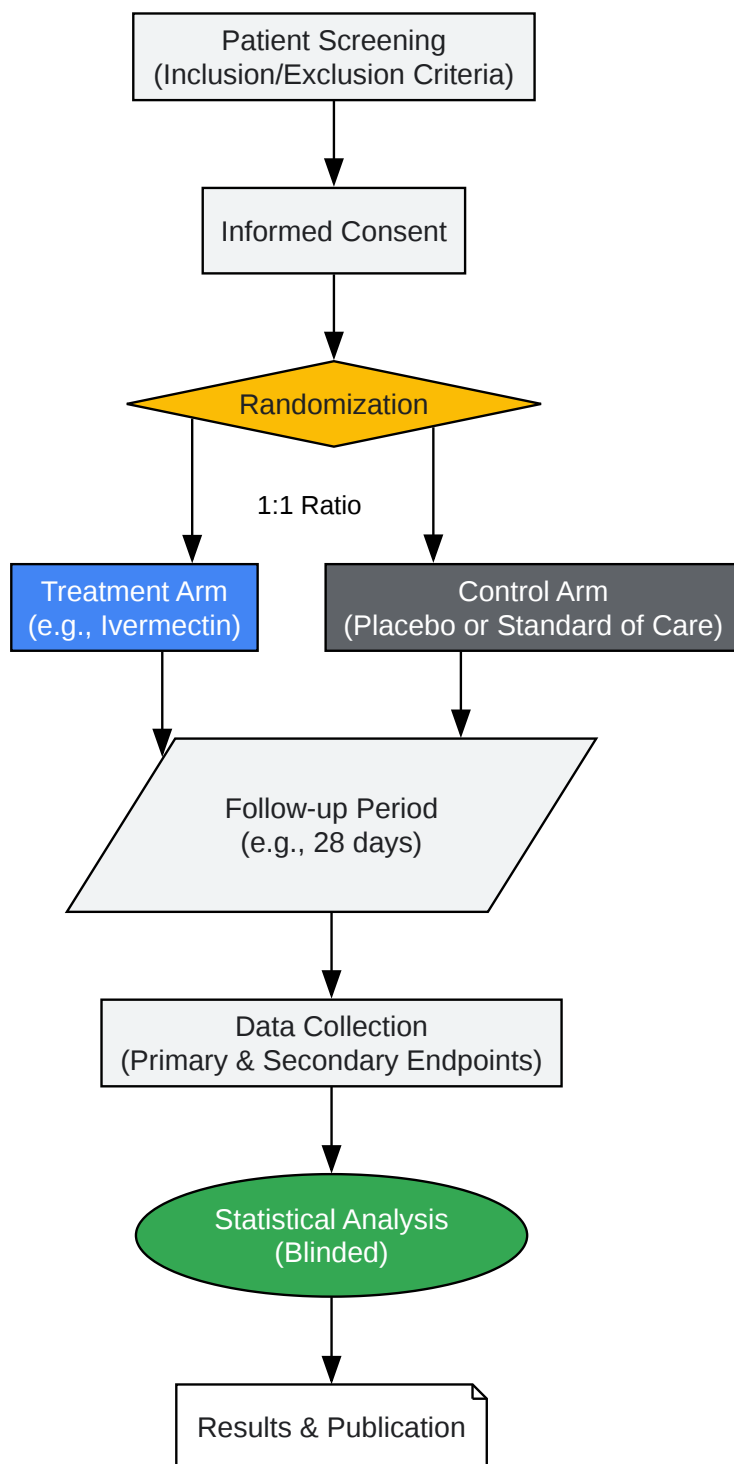 Patient Screening
(Inclusion/Exclusion Criteria)
Informed Consent
Randomization
1:1 Ratio
Treatment Arm
(e.g., Ivermectin)
Control Arm
(Placebo or Standard of Care)
Follow-up Period
(e.g., 28 days)
Data Collection
(Primary & Secondary Endpoints)
Statistical Analysis
(Blinded)
Results & Publication